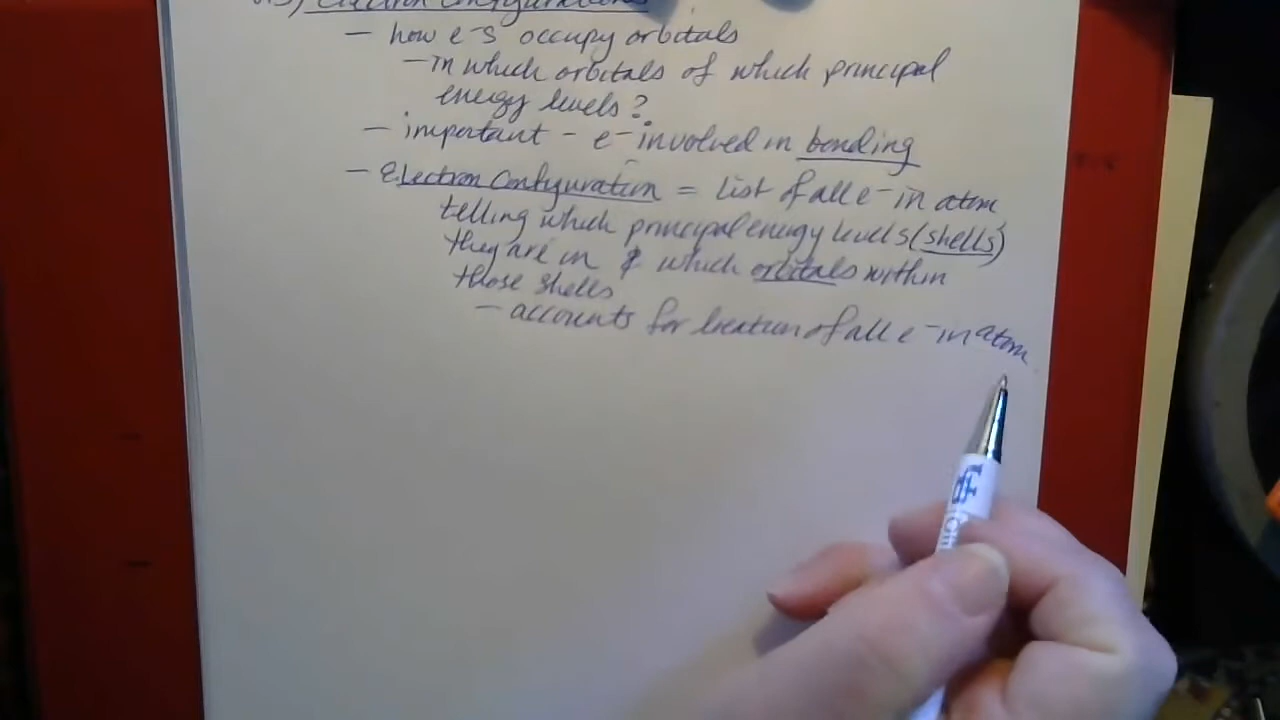 Electron Configurations
- how e-s occupy orbitals
- in which orbitals of which principal
energy levels?
- important - e- involved in bonding
- Electron Configuration = List of all e- in atom
telling which principal energy levels (shells)
they are in & which orbitals within
those shells
- accounts for location of all e- in atom